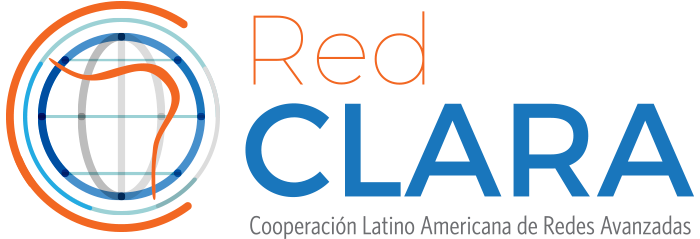 Red
CLARA
Cooperación Latino Americana de Redes Avanzadas